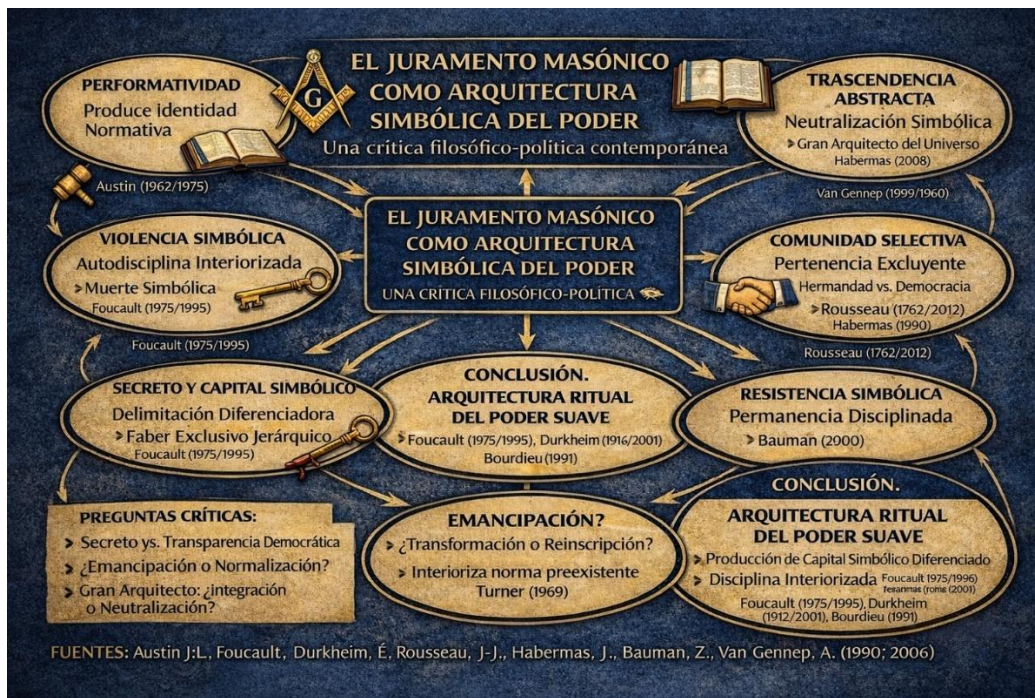 EL JURAMENTO MASÓNICO
COMO ARQUITECTURA
SIMBÓLICA DEL PODER
Una crítica filosófico-política contemporánea
G
PERFORMATIVIDAD
Produce identidad
Normativa
Austin (1962/1975)
TRASCENDENCIA
ABSTRACTA
Neutralización Simbólica
Gran Arquitecto del Universo
Habermas (2008)
Van Gennep (1999/1960)
EL JURAMENTO MASÓNICO
COMO ARQUITECTURA
SIMBÓLICA DEL PODER
UNA CRÍTICA FILOSÓFICO-POLÍTICA
VIOLENCIA SIMBÓLICA
Autodisciplina Interiorizada
Muerte Simbólica
Foucault (1975/1995)
Foucault (1975/1995)
COMUNIDAD SELECTIVA
Pertenencia Excluyente
Hermandad vs. Democracia
Rousseau (1762/2012)
Habermas (1990)
Rousseau (1762/2012)
SECRETO Y CAPITAL SIMBÓLICO
Delimitación Diferenciadora
Faber Exclusivo Jerárquico
Foucault (1975/1995)
CONCLUSIÓN.
ARQUITECTURA RITUAL
DEL PODER SUAVE
Foucault (1975/1995), Durkheim (1916/2001)
Bourdieu (1991)
RESISTENCIA SIMBÓLICA
Permanencia Disciplinada
Bauman (2000)
PREGUNTAS CRÍTICAS:
Secreto vs. Transparencia Democrática
¿Emancipación o Normalización?
Gran Arquitecto: ¿integración
o Neutralización?
EMANCIPACIÓN?
¿Transformación o Reinscripción?
Interioriza norma preexistente
Turner (1969)
CONCLUSIÓN.
ARQUITECTURA RITUAL
DEL PODER SUAVE
Producción de Capital Simbólico Diferenciado
Disciplina Interiorizada Foucault 1975/1996)
Foucault (1975/1995), Durkheim
(1912/2001), Bourdieu (1991)
FUENTES: Austin J:L., Foucault, Durkheim, É. Rousseau, J-J., Habermas, J., Bauman, Z., Van Gennep, A. (1990; 2006)